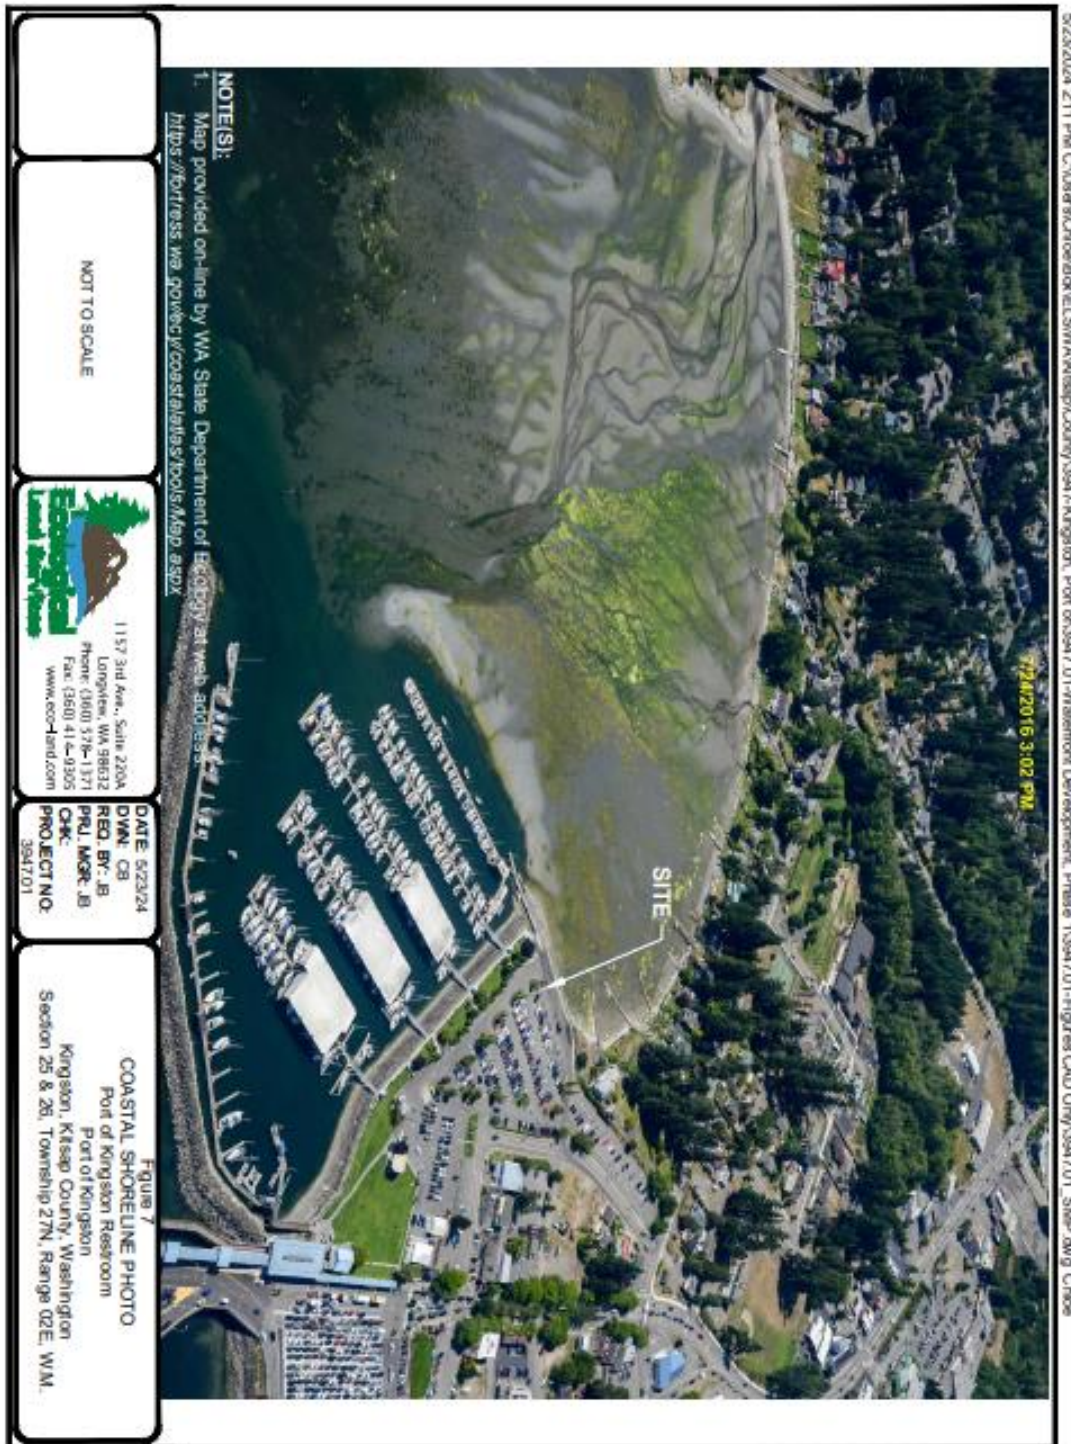 7/24/2016 3:02 PM
SITE
NOTE(S):
1. Map provided on-line by WA State Department of Ecology at web address
https://fortress.wa.gov/ecy/coastalatlas/tools/Map.aspx
NOT TO SCALE
Ecological
Land Services
1157 3rd Ave., Suite 220A
Longview, WA 98632
Phone: (360) 578-1371
Fax: (360) 414-9305
www.eco-land.com
DATE: 5/23/24
DWN: CB
REQ. BY: JB
PRJ. MGR: JB
CHK:
PROJECT NO:
3947.01
Figure 7
COASTAL SHORELINE PHOTO
Port of Kingston Restroom
Port of Kingston
Kingston, Kitsap County, Washington
Section 25 & 26, Township 27N, Range 02E, W.M.